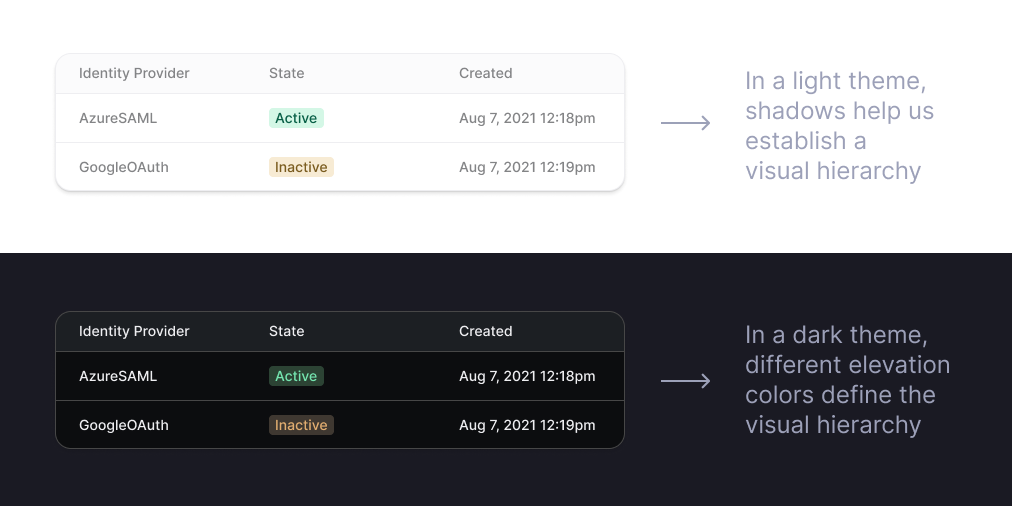 Identity Provider State Created
AzureSAML Active Aug 7, 2021 12:18pm
GoogleOAuth Inactive Aug 7, 2021 12:19pm
In a light theme,
shadows help us
establish a
visual hierarchy
Identity Provider State Created
AzureSAML Active Aug 7, 2021 12:18pm
GoogleOAuth Inactive Aug 7, 2021 12:19pm
In a dark theme,
different elevation
colors define the
visual hierarchy